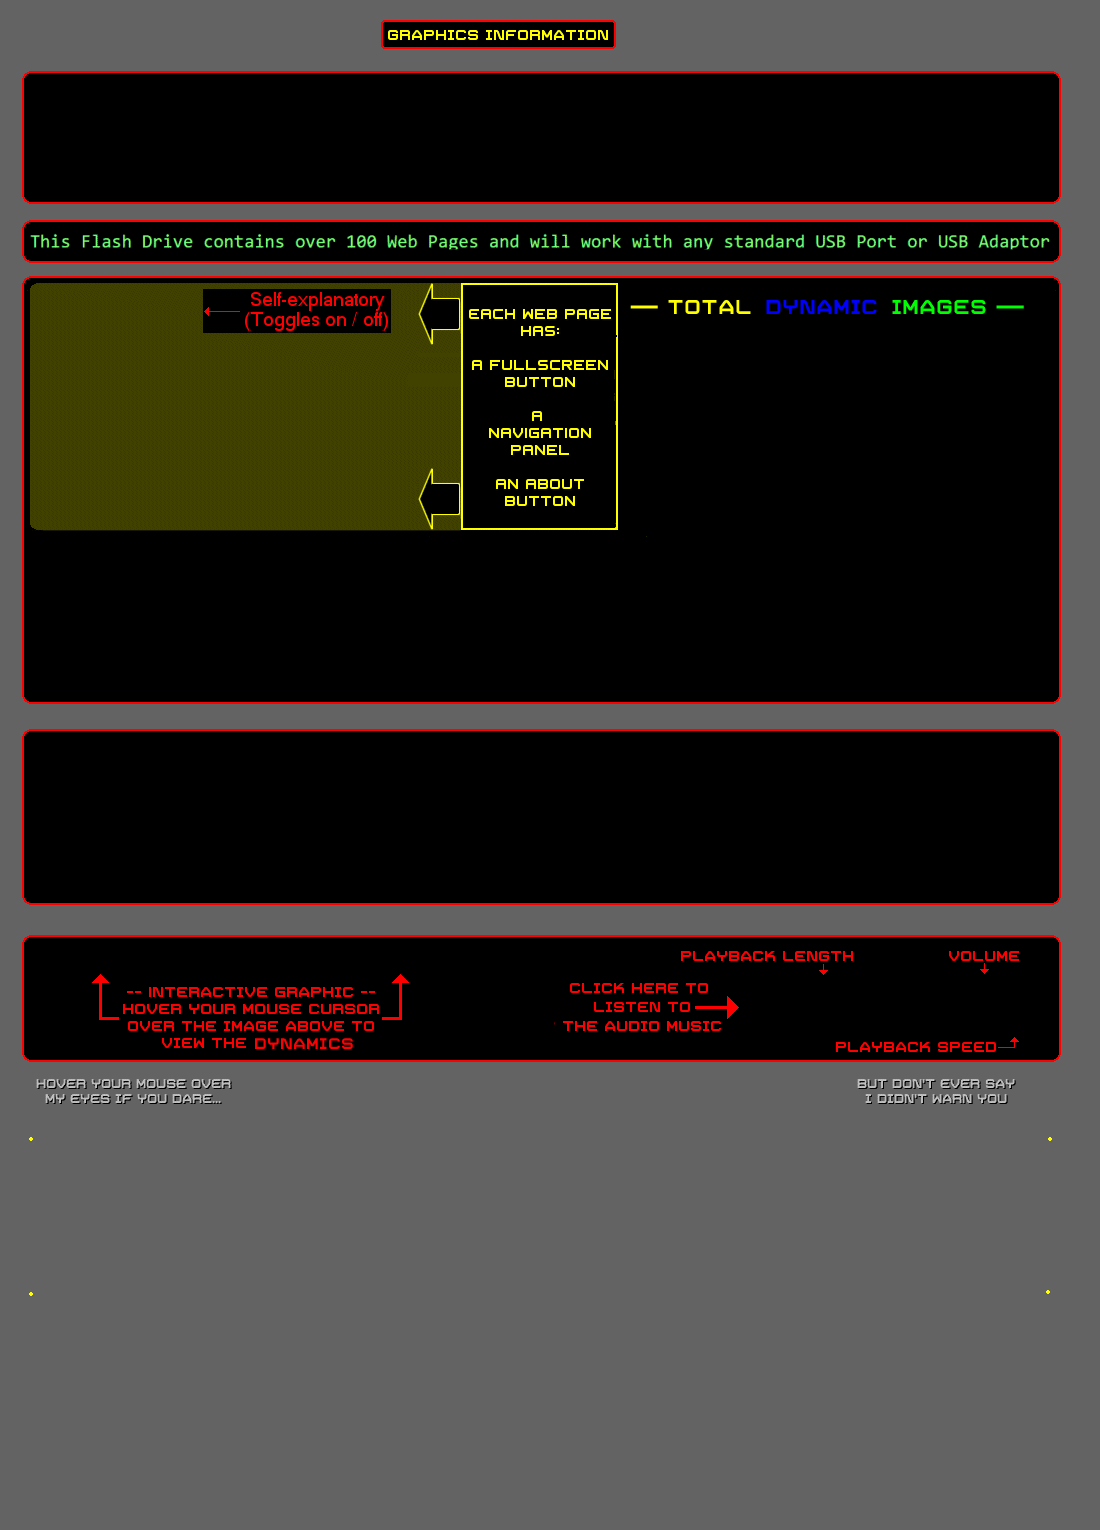 GRAPHICS INFORMATION
This Flash Drive contains over 100 Web Pages and will work with any standard USB Port or USB Adaptor
Self-explanatory
(Toggles on / off)
EACH WEB PAGE
HAS:
A FULLSCREEN
BUTTON
A
NAVIGATION
PANEL
AN ABOUT
BUTTON
TOTAL DYNAMIC IMAGES
-- INTERACTIVE GRAPHIC --
HOVER YOUR MOUSE CURSOR
OVER THE IMAGE ABOVE TO
VIEW THE DYNAMICS
CLICK HERE TO
LISTEN TO
THE AUDIO MUSIC
PLAYBACK LENGTH
VOLUME
PLAYBACK SPEED
HOVER YOUR MOUSE OVER
MY EYES IF YOU DARE...
BUT DON'T EVER SAY
I DIDN'T WARN YOU